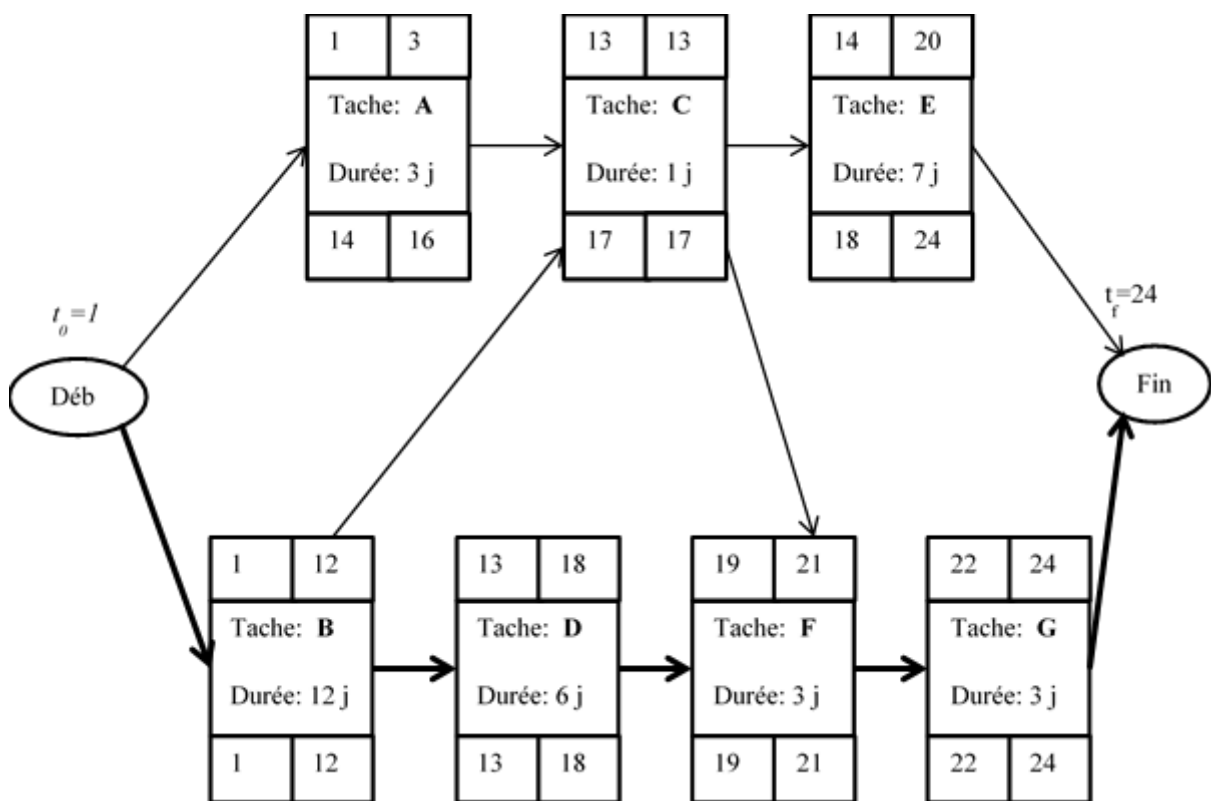 1 3 13 13 14 20
Tache: A Tache: C Tache: E
Durée: 3 j Durée: 1 j Durée: 7 j
14 16 17 17 18 24
t0=1 tf=24
Déb Fin
1 12 13 18 19 21 22 24
Tache: B Tache: D Tache: F Tache: G
Durée: 12 j Durée: 6 j Durée: 3 j Durée: 3 j
1 12 13 18 19 21 22 24